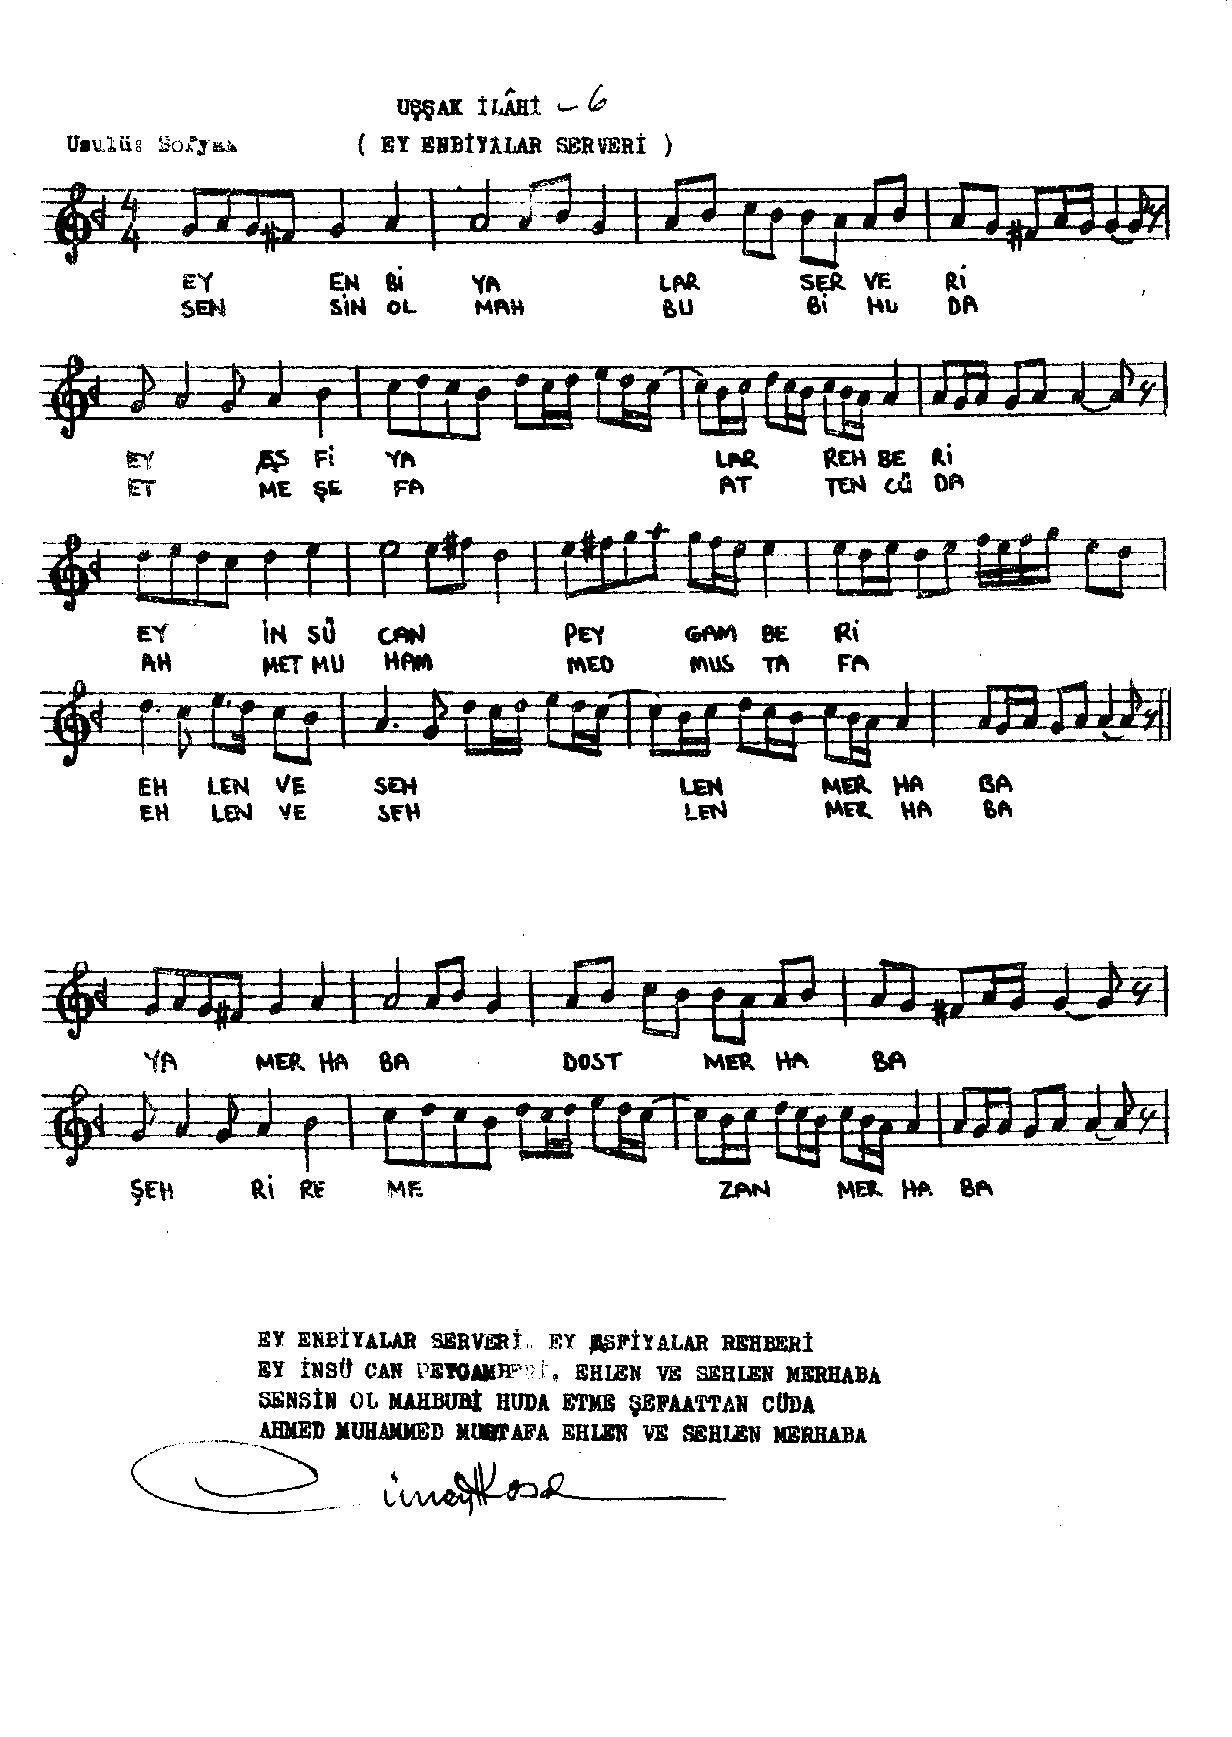 UŞŞAK İLÂHİ - 6
Usulü: Sofyan
( EY ENBİYALAR SERVERİ )
4
4
EY EN Bİ YA LAR SER VE Rİ
SEN SİN OL MAH BU Bİ HU DA
EY ES Fİ YA LAR REH BE Rİ
ET ME ŞE FA AT TEN CÜ DA
EY İN SÜ CAN PEY GAM BE Rİ
AH MET MU HAM MED MUS TA FA
EH LEN VE SEH LEN MER HA BA
EH LEN VE SEH LEN MER HA BA
YA MER HA BA DOST MER HA BA
ŞEH Rİ RE ME ZAN MER HA BA
EY ENBİYALAR SERVERİ. EY ESFİYALAR REHBERİ
EY İNSÜ CAN PEYGAMBERİ. EHLEN VE SEHLEN MERHABA
SENSİN OL MAHBUBİ HUDA ETME ŞEFAATTAN CÜDA
AHMED MUHAMMED MUSTAFA EHLEN VE SEHLEN MERHABA